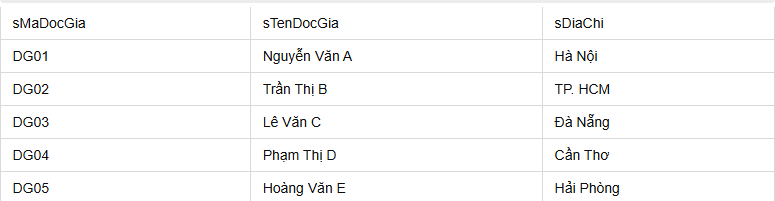 sMaDocGia sTenDocGia sDiaChi
DG01 Nguyễn Văn A Hà Nội
DG02 Trần Thị B TP. HCM
DG03 Lê Văn C Đà Nẵng
DG04 Phạm Thị D Cần Thơ
DG05 Hoàng Văn E Hải Phòng